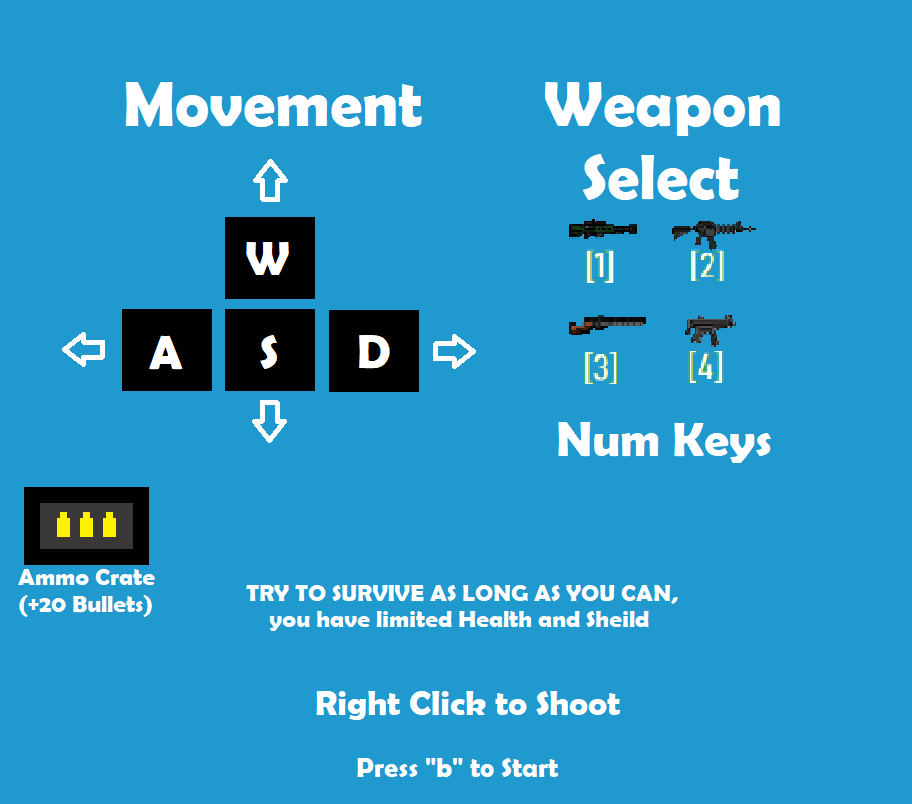 Movement
Weapon
Select
W
A
S
D
[1]
[2]
[3]
[4]
Num Keys
Ammo Crate
(+20 Bullets)
TRY TO SURVIVE AS LONG AS YOU CAN,
you have limited Health and Sheild
Right Click to Shoot
Press "b" to Start